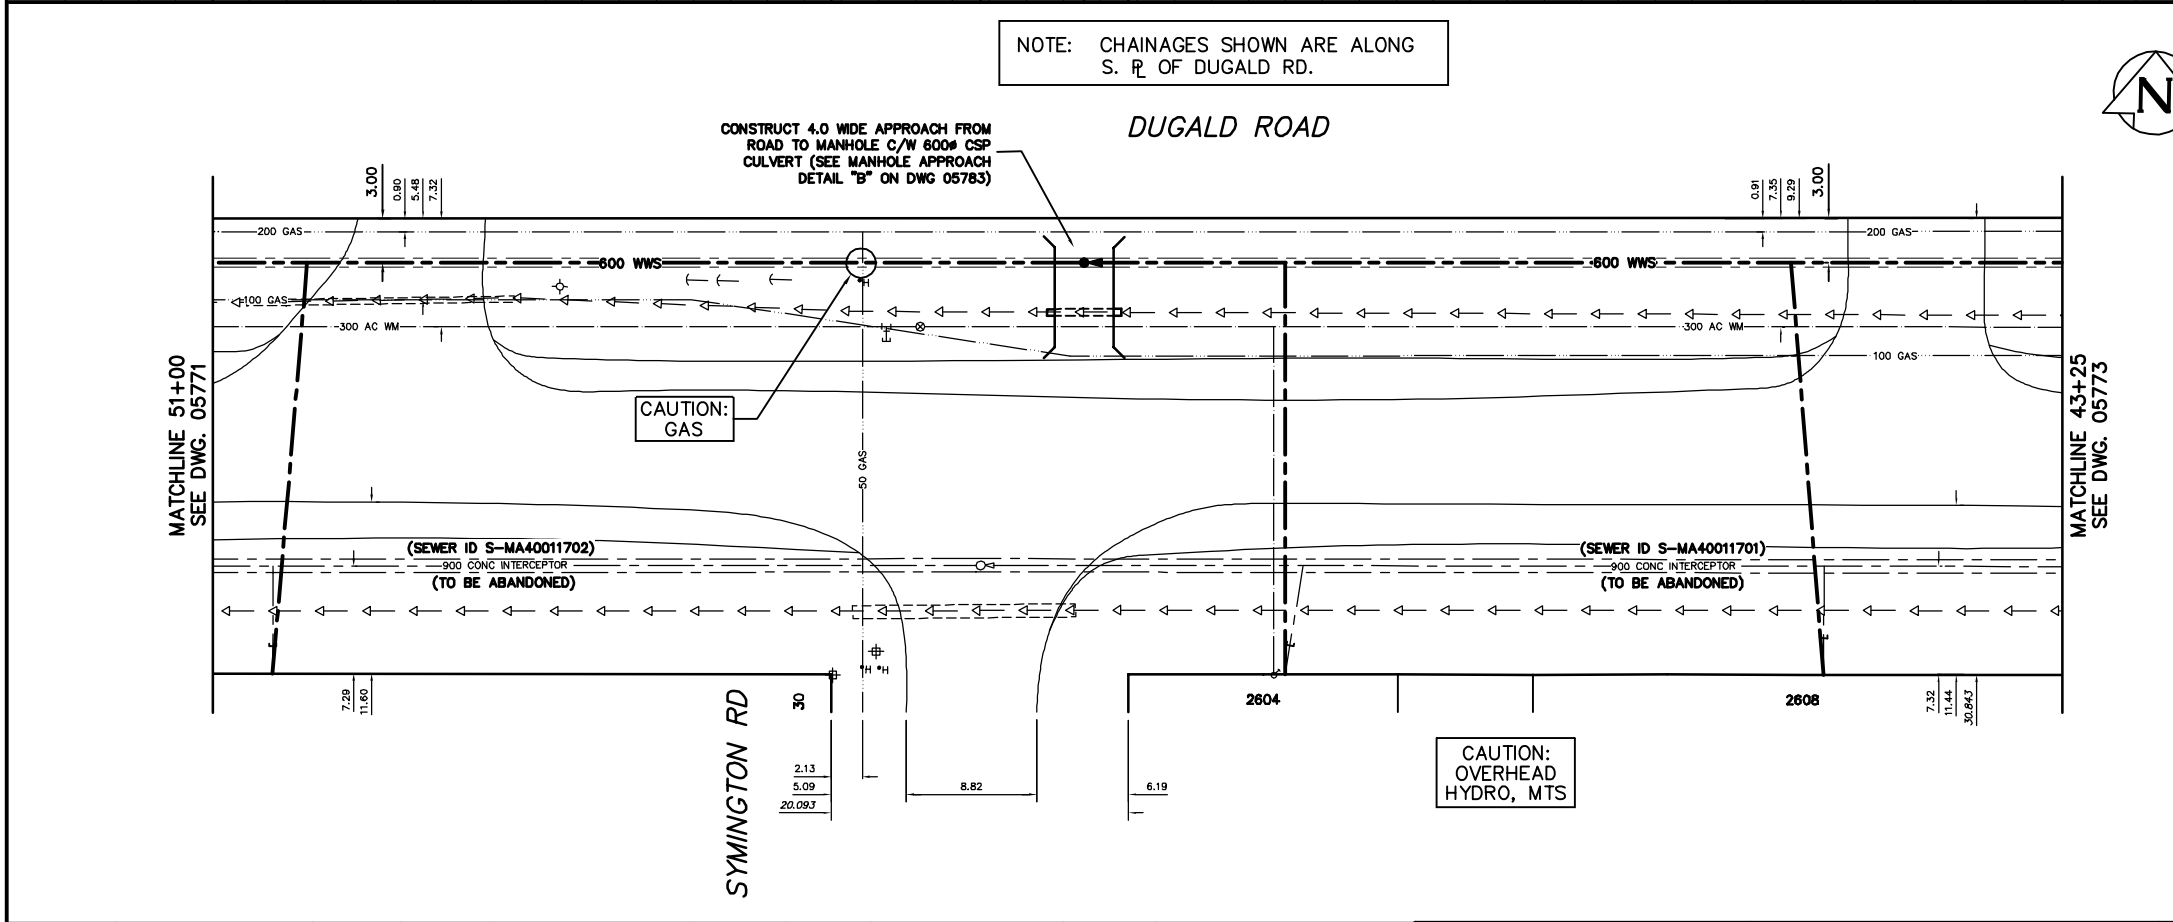 NOTE: CHAINAGES SHOWN ARE ALONG
S. ⅊ OF DUGALD RD.
N
DUGALD ROAD
CONSTRUCT 4.0 WIDE APPROACH FROM
ROAD TO MANHOLE C/W 600ø CSP
CULVERT (SEE MANHOLE APPROACH
DETAIL "B" ON DWG 05783)
3.00
0.90
5.48
7.32
0.91
7.35
9.29
3.00
200 GAS
200 GAS
600 WWS
600 WWS
H
100 GAS
300 AC WM
300 AC WM
100 GAS
MATCHLINE 51+00
SEE DWG. 05771
MATCHLINE 43+25
SEE DWG. 05773
CAUTION:
GAS
50 GAS
(SEWER ID S-MA40011702)
900 CONC INTERCEPTOR
(TO BE ABANDONED)
(SEWER ID S-MA40011701)
900 CONC INTERCEPTOR
(TO BE ABANDONED)
H H
7.29
11.60
SYMINGTON RD
30
2604
2608
7.32
11.44
30.843
2.13
5.09
20.093
8.82
6.19
CAUTION:
OVERHEAD
HYDRO, MTS